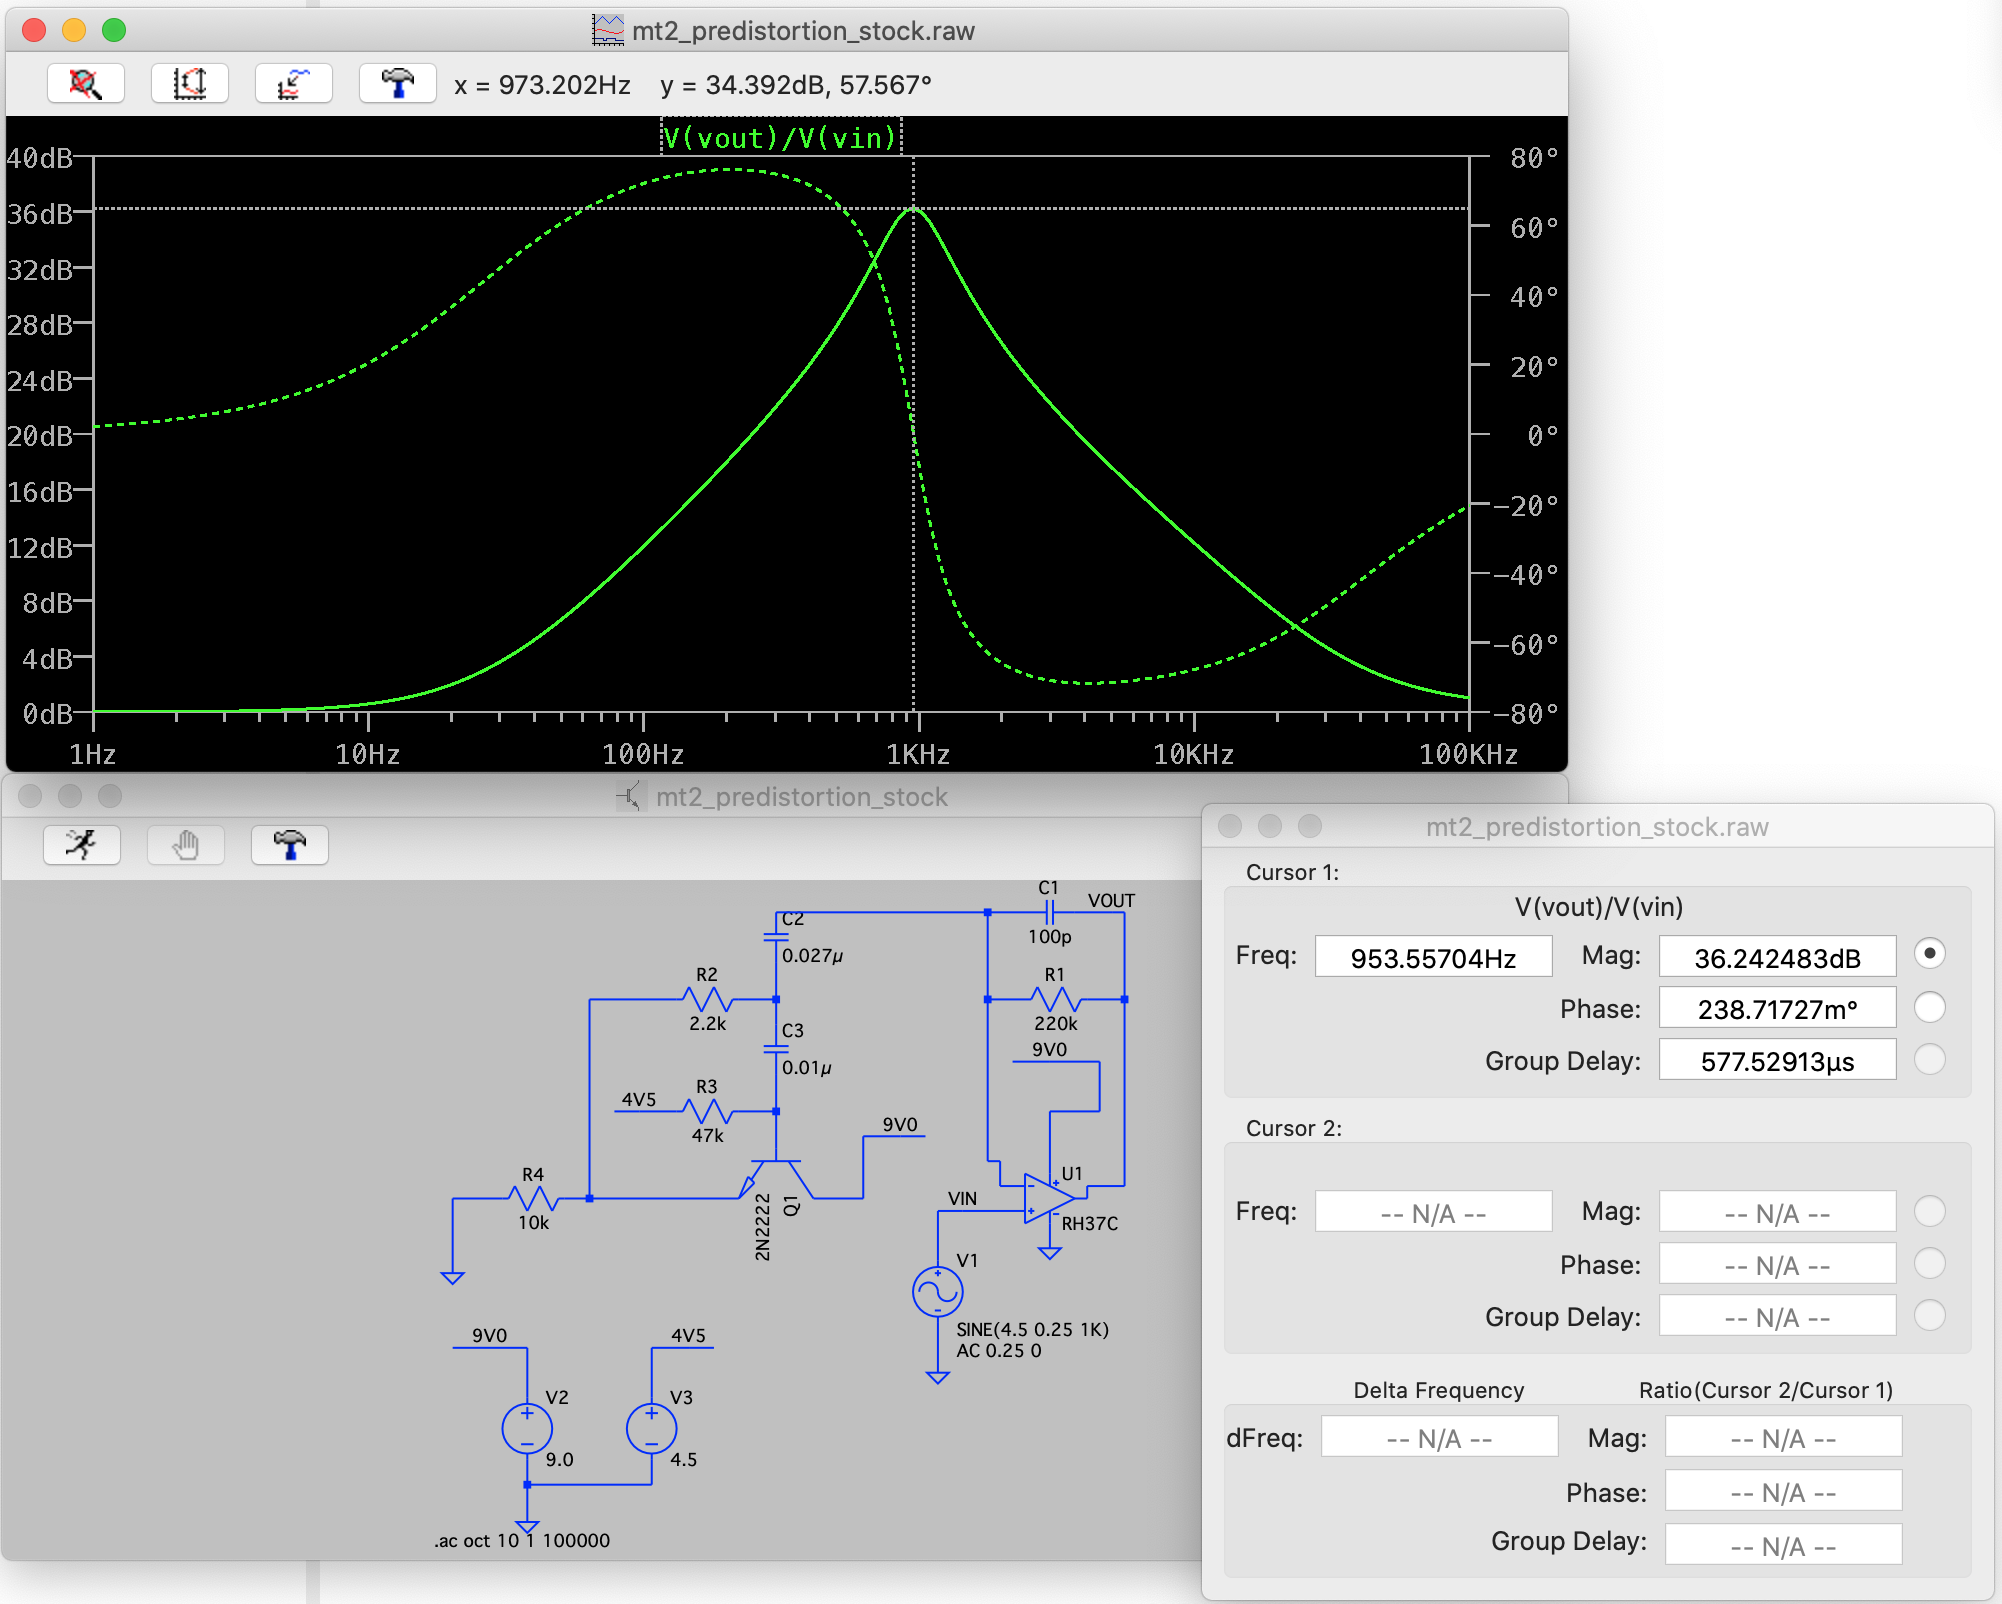 mt2_predistortion_stock.raw
x = 973.202Hz y = 34.392dB, 57.567°
V(vout)/V(vin)
40dB 80°
36dB 60°
32dB 40°
28dB 20°
24dB 0°
20dB -20°
16dB -40°
12dB -60°
8dB -80°
4dB
0dB
1Hz 10Hz 100Hz 1KHz 10KHz 100KHz
mt2_predistortion_stock
C1
VOUT
100p
C2
0.027µ
R2
2.2k
R1
220k
C3
0.01µ
9V0
4V5
R3
47k
9V0
R4
10k
2N2222
Q1
VIN
U1
RH37C
V1
SINE(4.5 0.25 1K)
AC 0.25 0
9V0
V2
9.0
4V5
V3
4.5
.ac oct 10 1 100000
mt2_predistortion_stock.raw
Cursor 1:
V(vout)/V(vin)
Freq: 953.55704Hz Mag: 36.242483dB
Phase: 238.71727m°
Group Delay: 577.52913µs
Cursor 2:
Freq: -- N/A -- Mag: -- N/A --
Phase: -- N/A --
Group Delay: -- N/A --
Delta Frequency Ratio(Cursor 2/Cursor 1)
dFreq: -- N/A -- Mag: -- N/A --
Phase: -- N/A --
Group Delay: -- N/A --